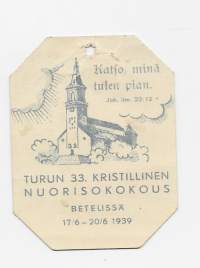 Katso, minä
tulen pian.
Joh. ilm. 22:12
TURUN 33. KRISTILLINEN
NUORISOKOKOUS
BETELISSÄ
17/6 – 20/6 1939